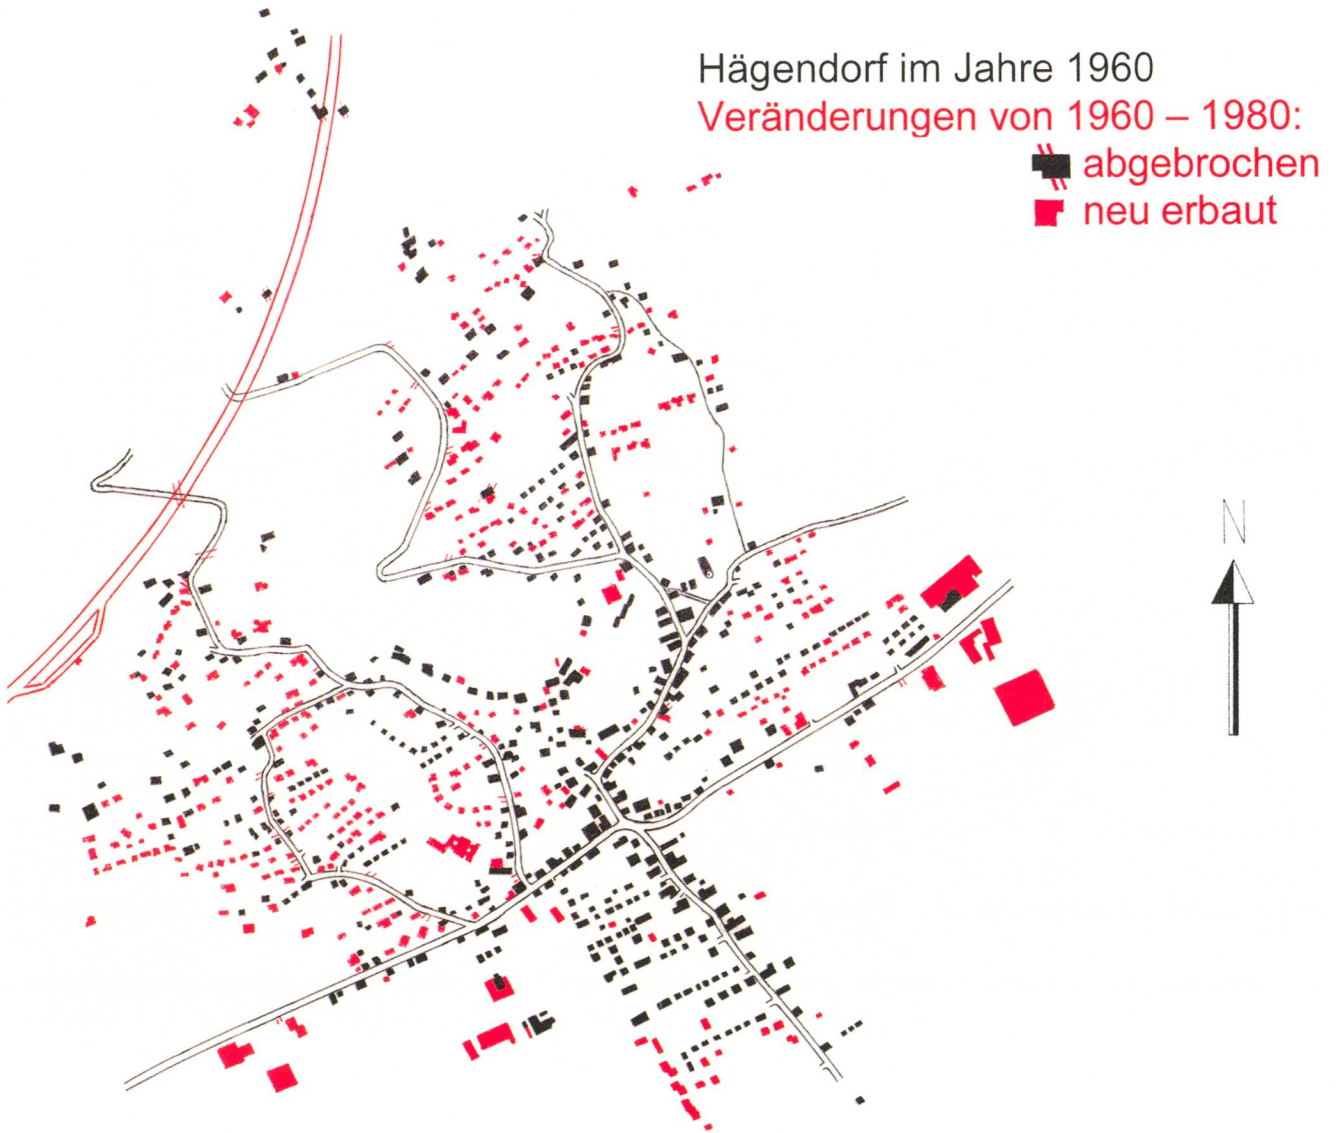 Hägendorf im Jahre 1960
Veränderungen von 1960 – 1980:
abgebrochen
neu erbaut
N